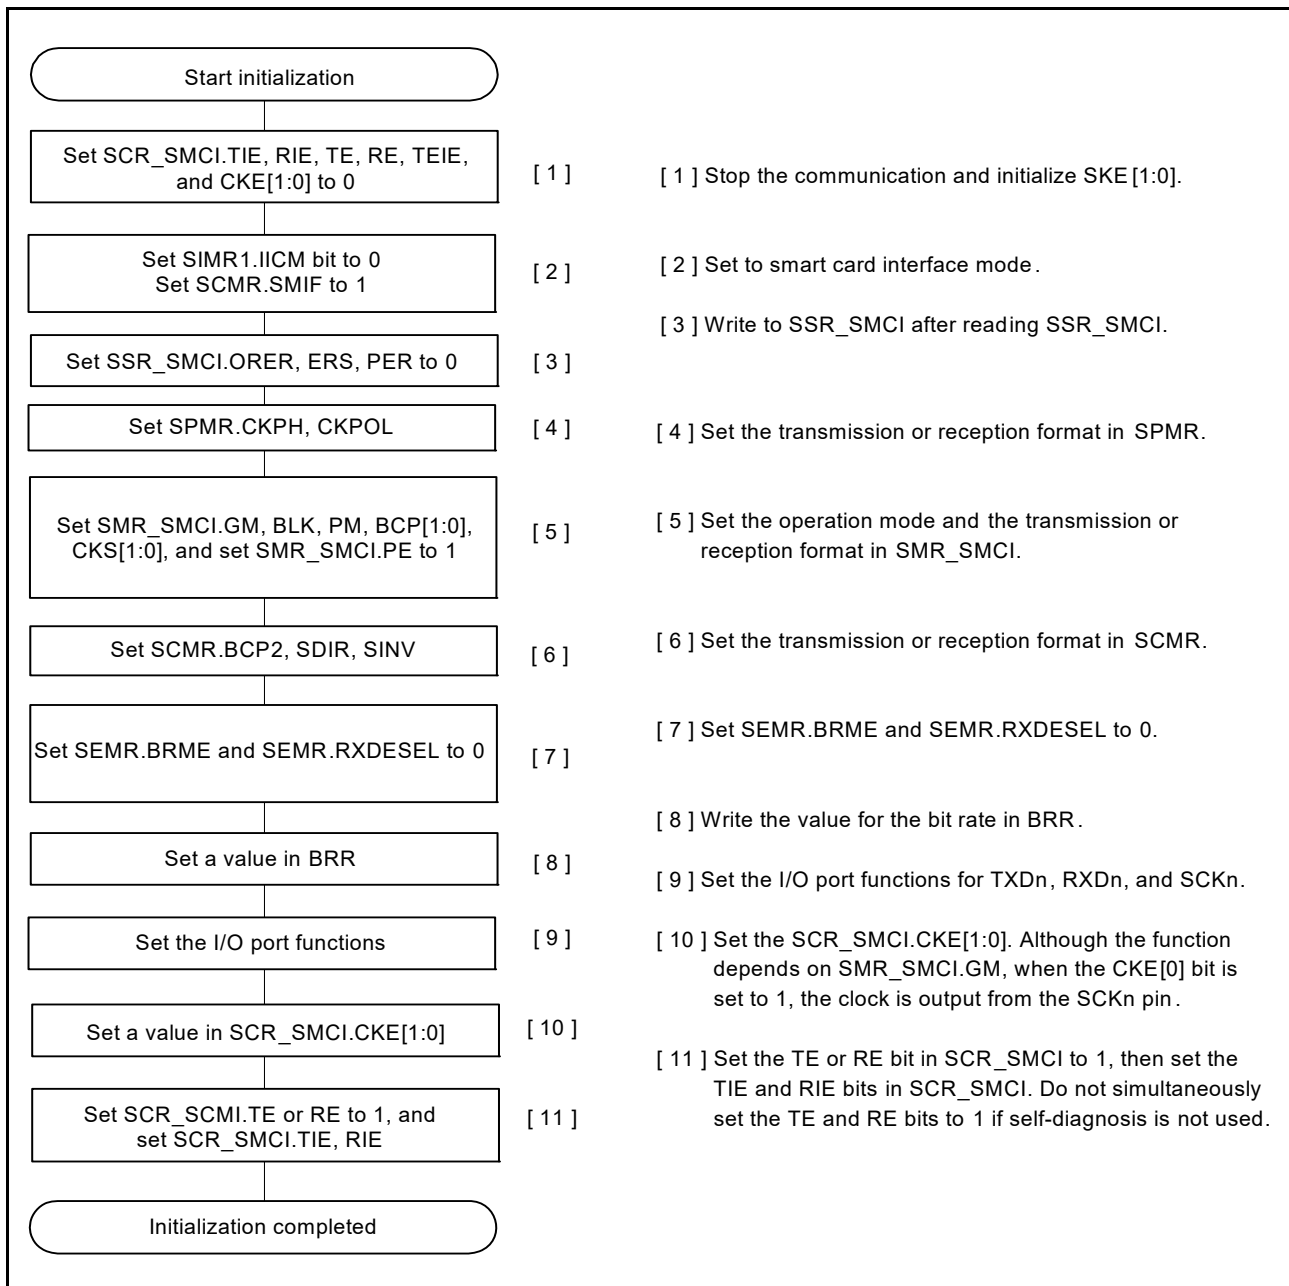 Start initialization
Set SCR_SMCI.TIE, RIE, TE, RE, TEIE,
and CKE[1:0] to 0
[ 1 ]
[ 1 ] Stop the communication and initialize SKE[1:0].
Set SIMR1.IICM bit to 0
Set SCMR.SMIF to 1
[ 2 ]
[ 2 ] Set to smart card interface mode.
[ 3 ] Write to SSR_SMCI after reading SSR_SMCI.
Set SSR_SMCI.ORER, ERS, PER to 0
[ 3 ]
Set SPMR.CKPH, CKPOL
[ 4 ]
[ 4 ] Set the transmission or reception format in SPMR.
Set SMR_SMCI.GM, BLK, PM, BCP[1:0],
CKS[1:0], and set SMR_SMCI.PE to 1
[ 5 ]
[ 5 ] Set the operation mode and the transmission or
reception format in SMR_SMCI.
Set SCMR.BCP2, SDIR, SINV
[ 6 ]
[ 6 ] Set the transmission or reception format in SCMR.
Set SEMR.BRME and SEMR.RXDESEL to 0
[ 7 ]
[ 7 ] Set SEMR.BRME and SEMR.RXDESEL to 0.
[ 8 ] Write the value for the bit rate in BRR.
Set a value in BRR
[ 8 ]
[ 9 ] Set the I/O port functions for TXDn, RXDn, and SCKn.
Set the I/O port functions
[ 9 ]
[ 10 ] Set the SCR_SMCI.CKE[1:0]. Although the function
depends on SMR_SMCI.GM, when the CKE[0] bit is
set to 1, the clock is output from the SCKn pin.
Set a value in SCR_SMCI.CKE[1:0]
[ 10 ]
[ 11 ] Set the TE or RE bit in SCR_SMCI to 1, then set the
TIE and RIE bits in SCR_SMCI. Do not simultaneously
set the TE and RE bits to 1 if self-diagnosis is not used.
Set SCR_SCMI.TE or RE to 1, and
set SCR_SMCI.TIE, RIE
[ 11 ]
Initialization completed